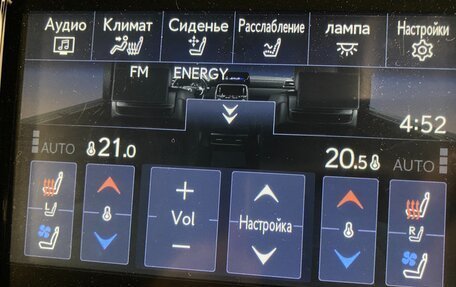 Аудио Климат Сиденье Расслабление лампа Настройки
FM ENERGY
4:52
AUTO 21.0 20.5 AUTO
+
L Vol Настройка R
−